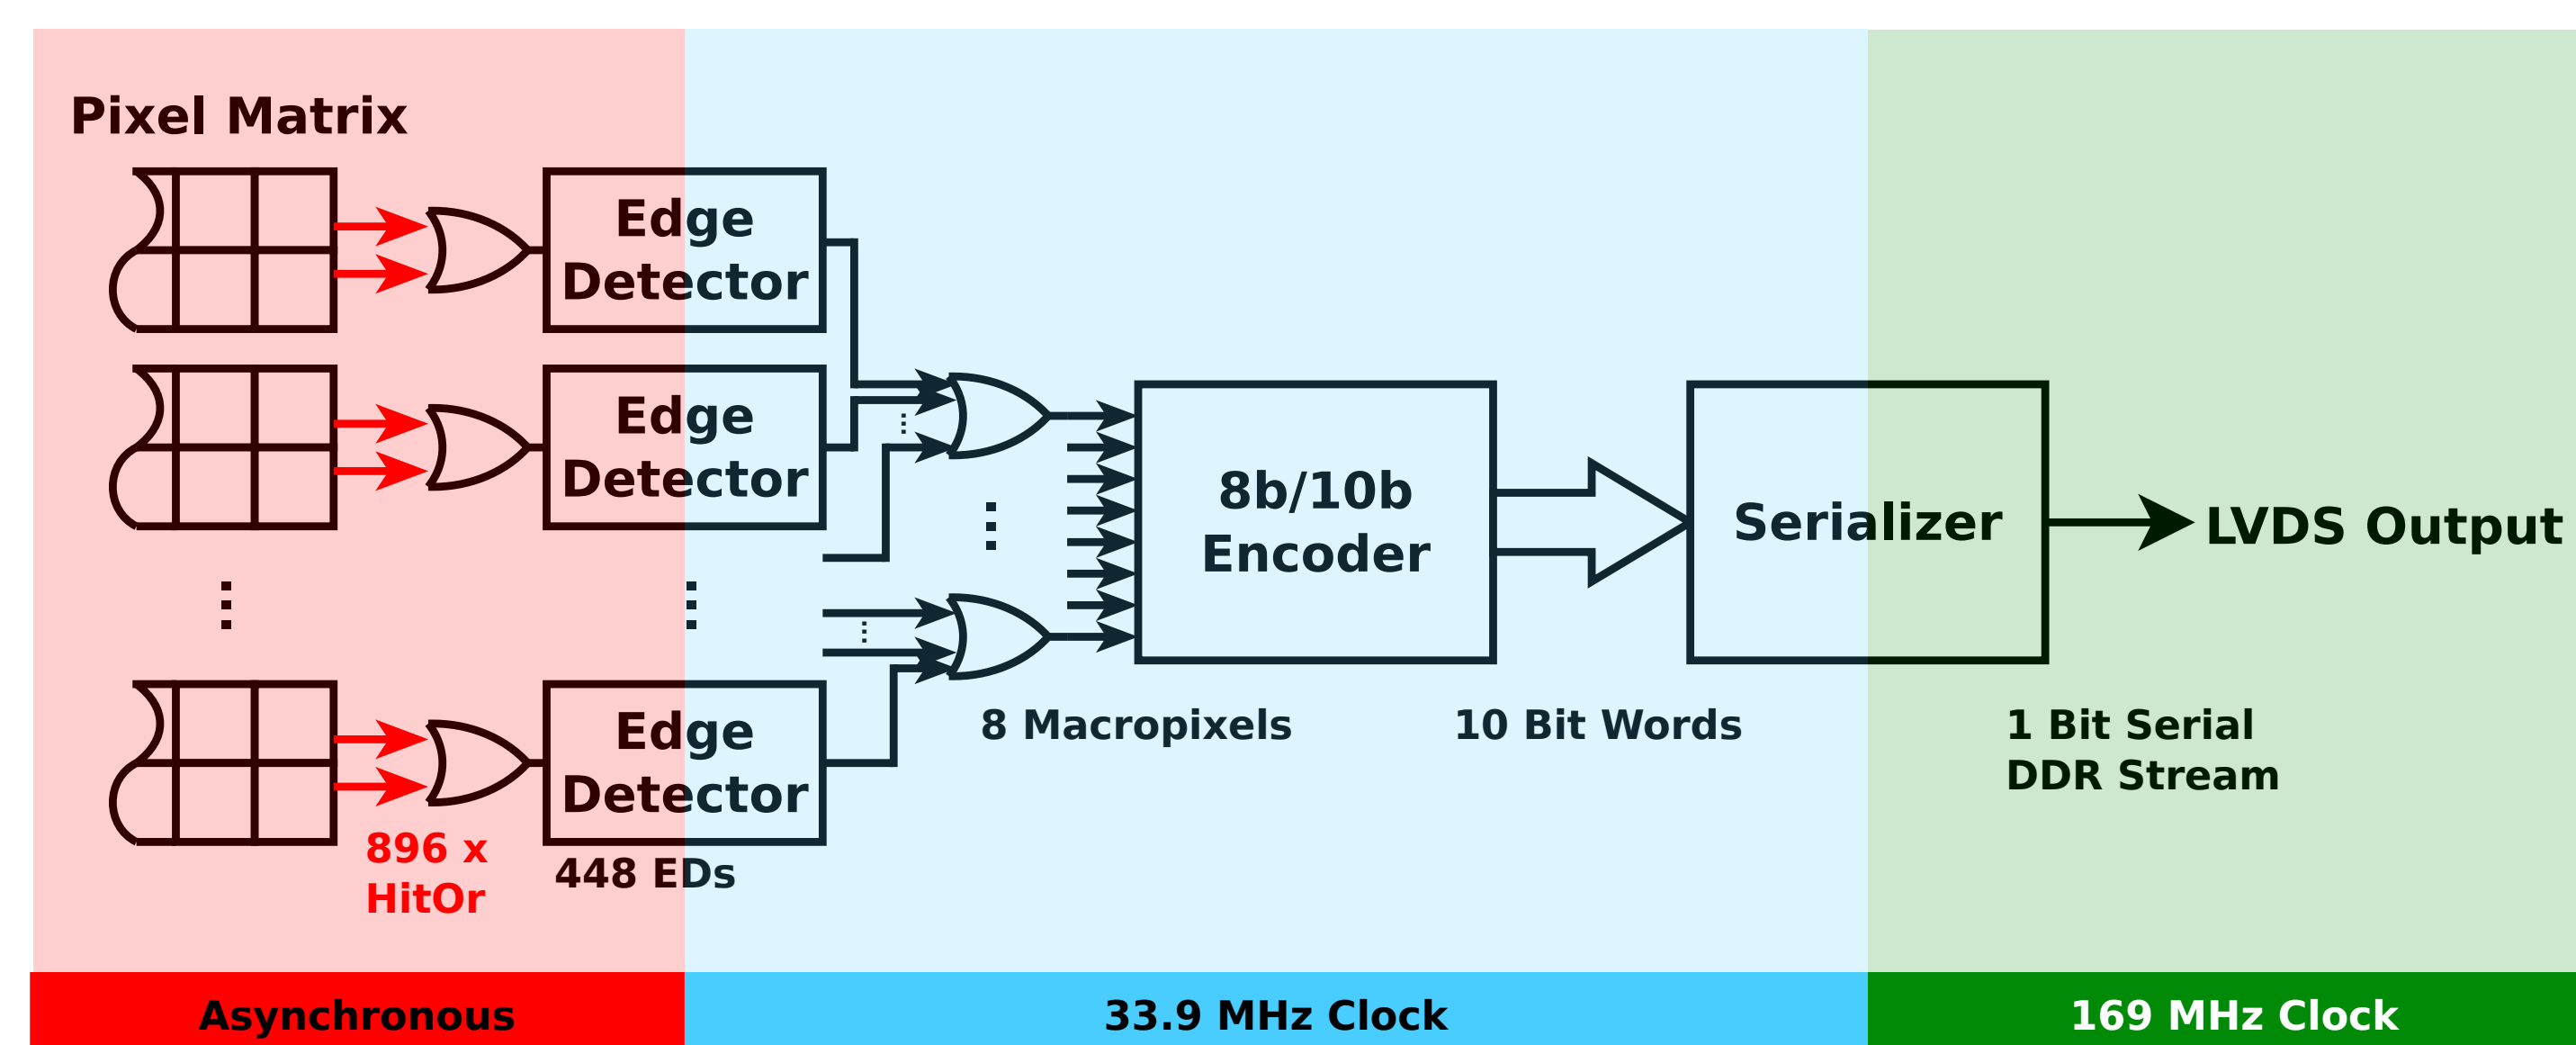 Pixel Matrix
Edge
Detector
Edge
Detector
Edge
Detector
896 x
HitOr
448 EDs
8b/10b
Encoder
8 Macropixels
10 Bit Words
Serializer
LVDS Output
1 Bit Serial
DDR Stream
Asynchronous
33.9 MHz Clock
169 MHz Clock